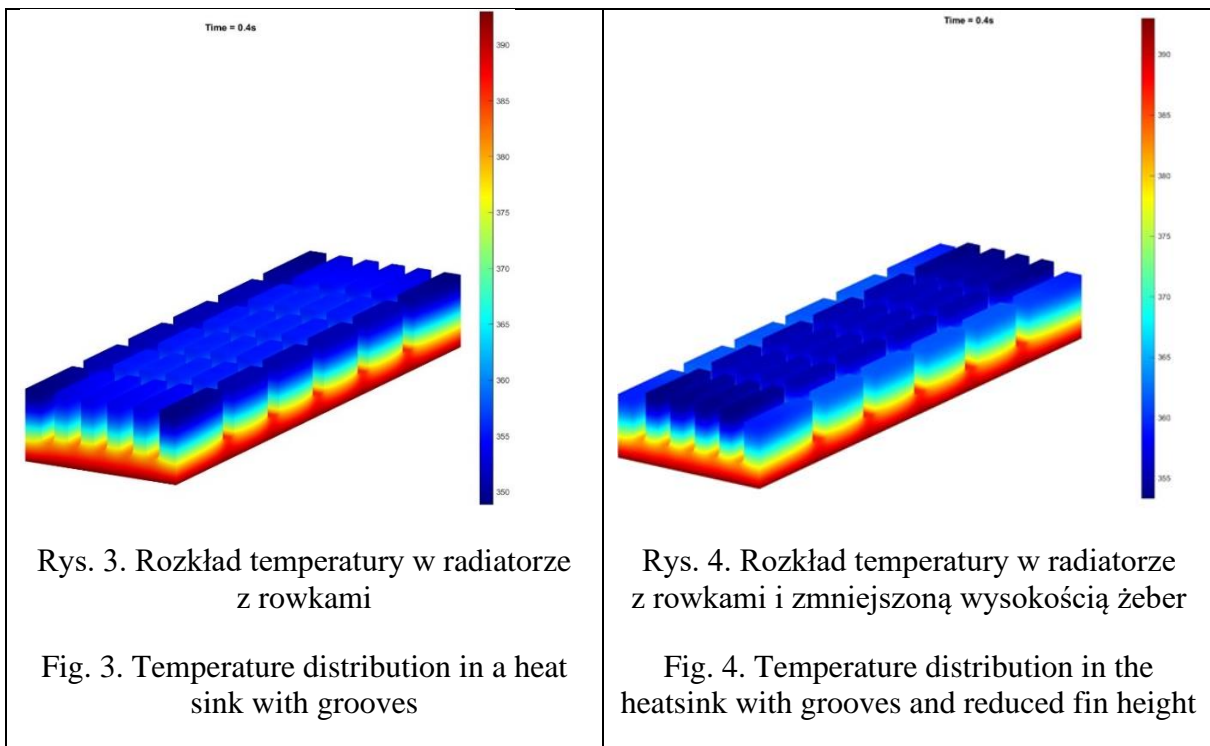 Time = 0.4s
390
385
380
375
370
365
360
355
350
Rys. 3. Rozkład temperatury w radiatorze
z rowkami
Fig. 3. Temperature distribution in a heat
sink with grooves
Time = 0.4s
390
385
380
375
370
365
360
355
Rys. 4. Rozkład temperatury w radiatorze
z rowkami i zmniejszoną wysokością żeber
Fig. 4. Temperature distribution in the
heatsink with grooves and reduced fin height